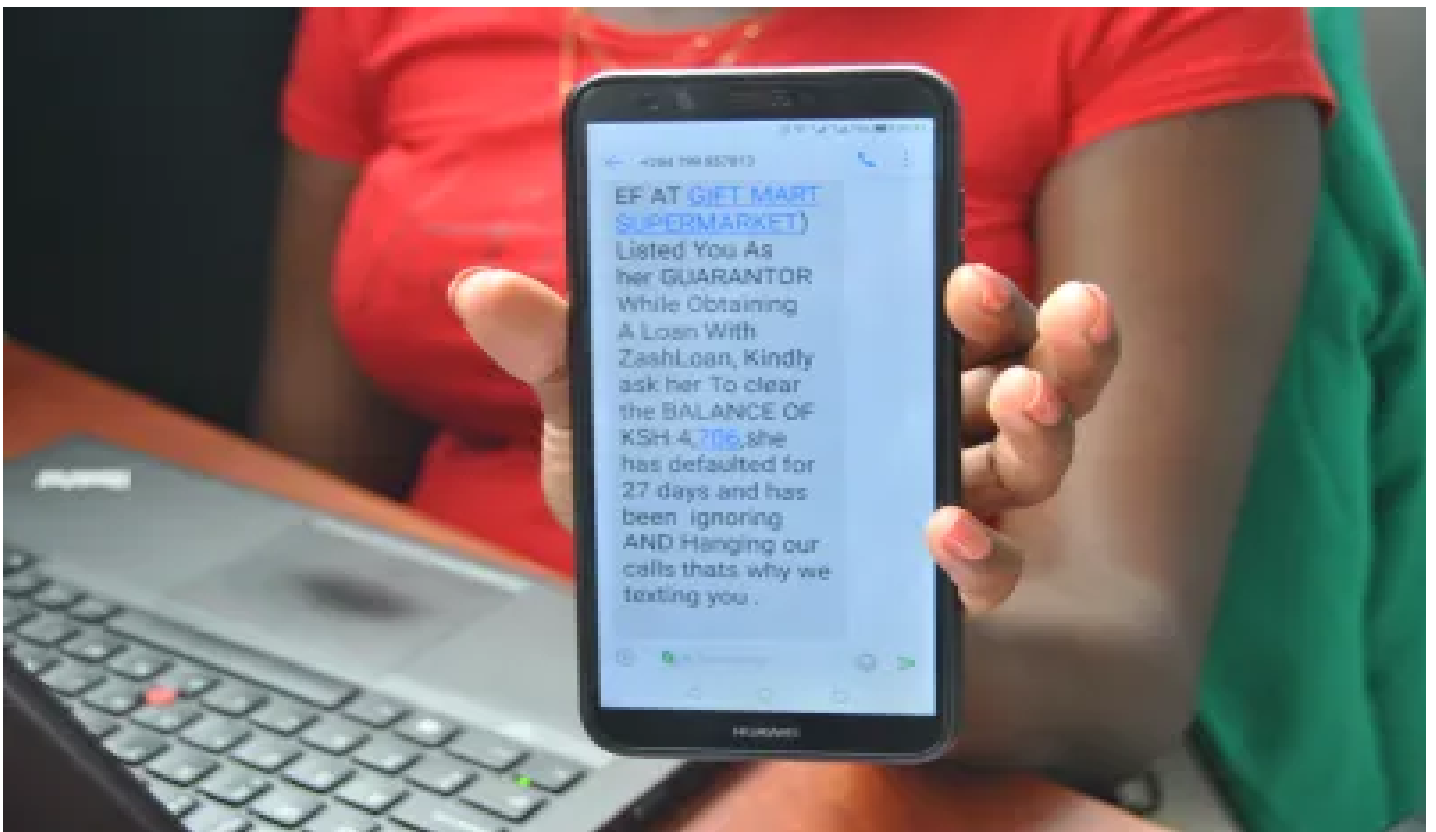 EF AT GIFT MART
SUPERMARKET)
Listed You As
her GUARANTOR
While Obtaining
A Loan With
ZashLoan, Kindly
ask her To clear
the BALANCE OF
KSH 4,706,she
has defaulted for
27 days and has
been ignoring
AND Hanging our
calls thats why we
texting you .
HUAWEI